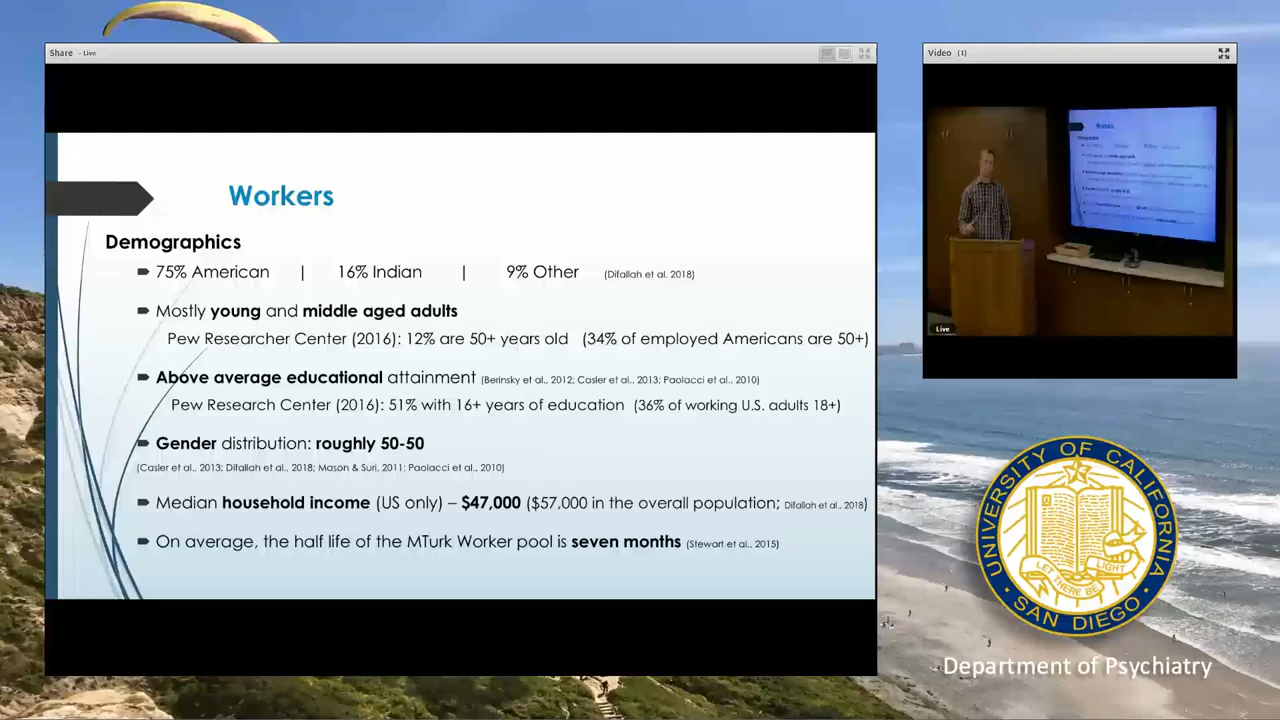 Share - Live
Video (1)
Workers
Demographics
75% American | 16% Indian | 9% Other (Difallah et al. 2018)
Mostly young and middle aged adults
Pew Researcher Center (2016): 12% are 50+ years old (34% of employed Americans are 50+)
Above average educational attainment (Berinsky et al., 2012; Casler et al., 2013; Paolacci et al., 2010)
Pew Research Center (2016): 51% with 16+ years of education (36% of working U.S. adults 18+)
Gender distribution: roughly 50-50
(Casler et al., 2013; Difallah et al., 2018; Mason & Suri, 2011; Paolacci et al., 2010)
Median household income (US only) – $47,000 ($57,000 in the overall population; Difallah et al., 2018)
On average, the half life of the MTurk Worker pool is seven months (Stewart et al., 2015)
Workers
Live
UNIVERSITY OF CALIFORNIA
LET THERE BE LIGHT
• SAN DIEGO •
Department of Psychiatry